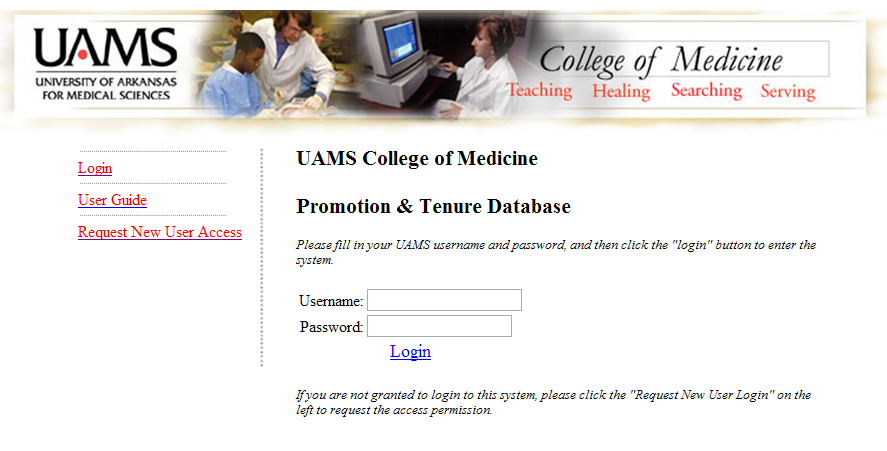 UAMS
UNIVERSITY OF ARKANSAS
FOR MEDICAL SCIENCES
College of Medicine
Teaching Healing Searching Serving
Login
User Guide
Request New User Access
UAMS College of Medicine
Promotion & Tenure Database
Please fill in your UAMS username and password, and then click the "login" button to enter the
system.
Username:
Password:
Login
If you are not granted to login to this system, please click the "Request New User Login" on the
left to request the access permission.